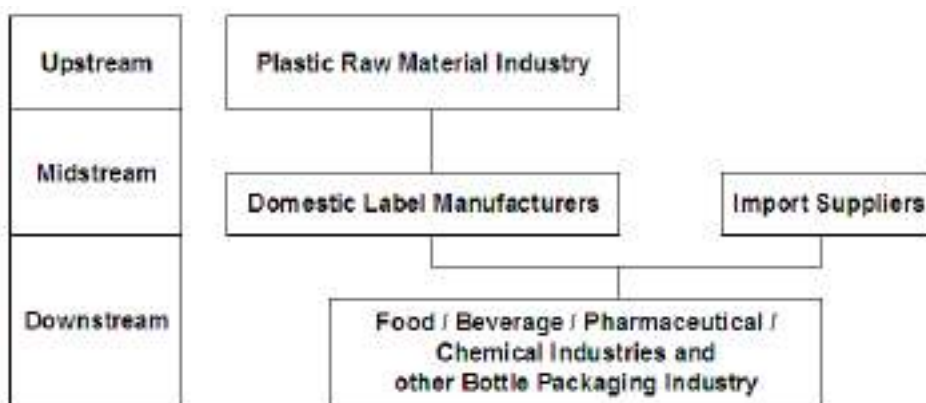 Upstream
Plastic Raw Material Industry
Midstream
Domestic Label Manufacturers
Import Suppliers
Downstream
Food / Beverage / Pharmaceutical /
Chemical Industries and
other Bottle Packaging Industry